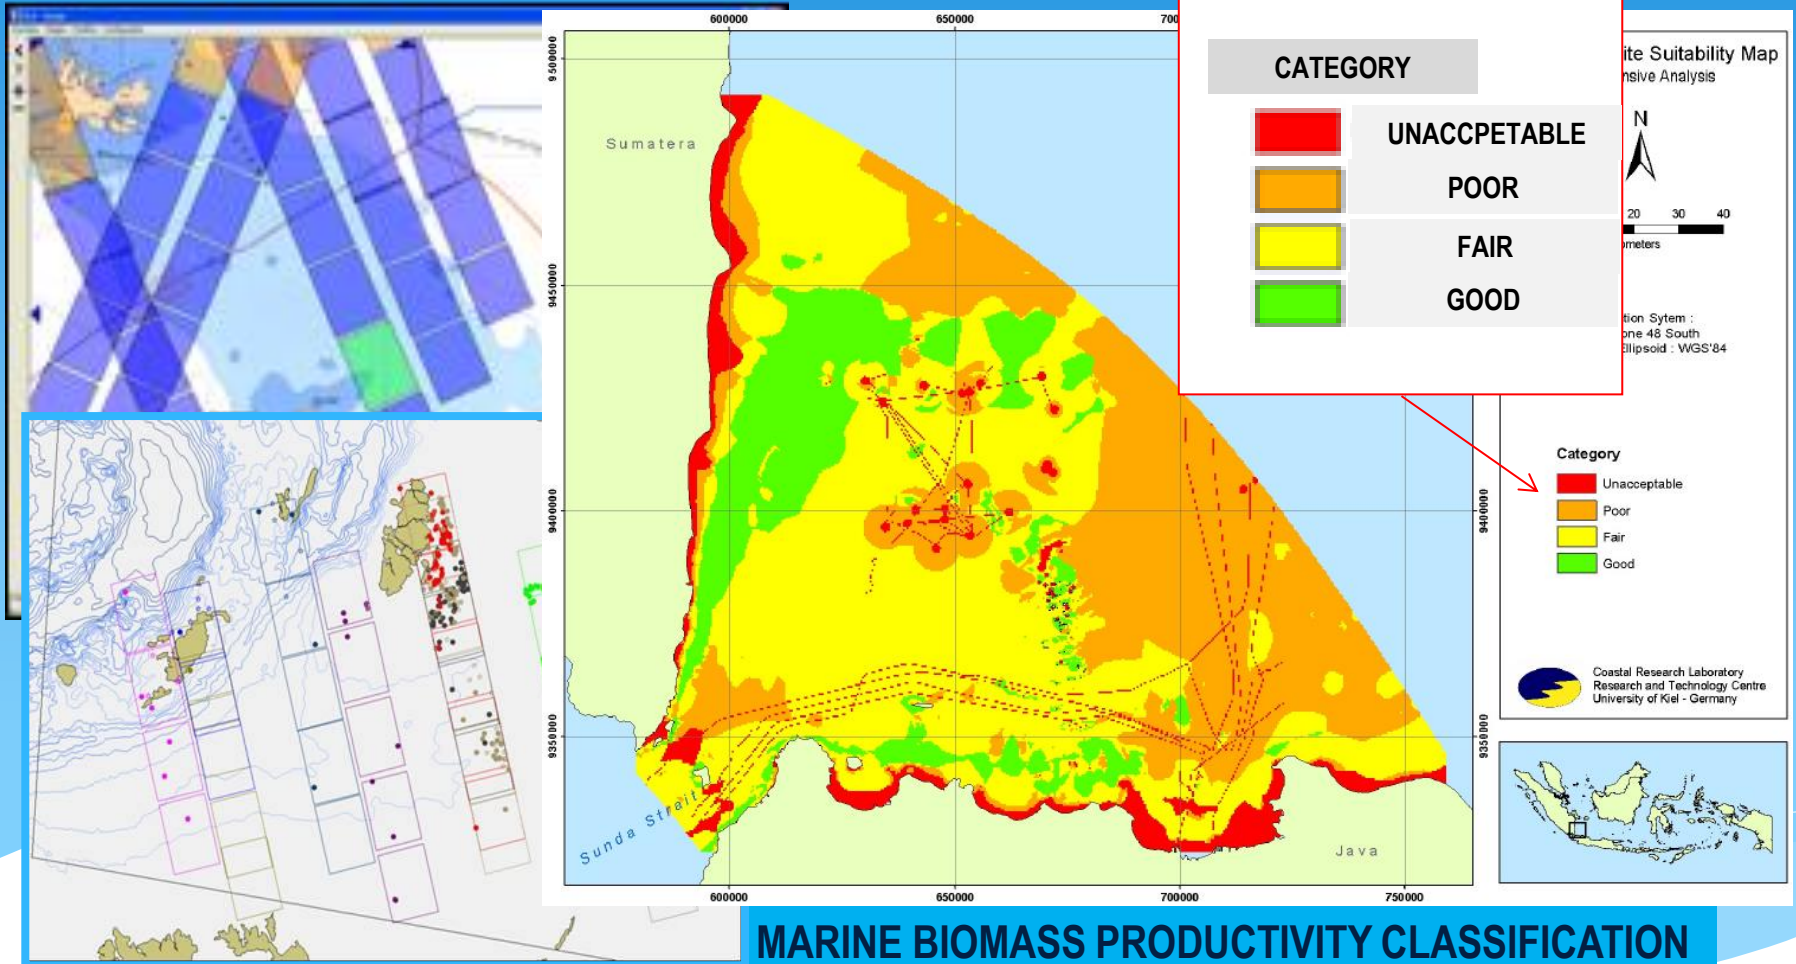 600000
650000
700
9500000
9450000
9400000
9350000
Sumatera
Sunda Strait
Java
9400000
9350000
600000
650000
700000
750000
CATEGORY
UNACCPETABLE
POOR
FAIR
GOOD
ite Suitability Map
nsive Analysis
N
20 30 40
ometers
tion Sytem :
one 48 South
Ellipsoid : WGS'84
Category
Unacceptable
Poor
Fair
Good
Coastal Research Laboratory
Research and Technology Centre
University of Kiel - Germany
MARINE BIOMASS PRODUCTIVITY CLASSIFICATION